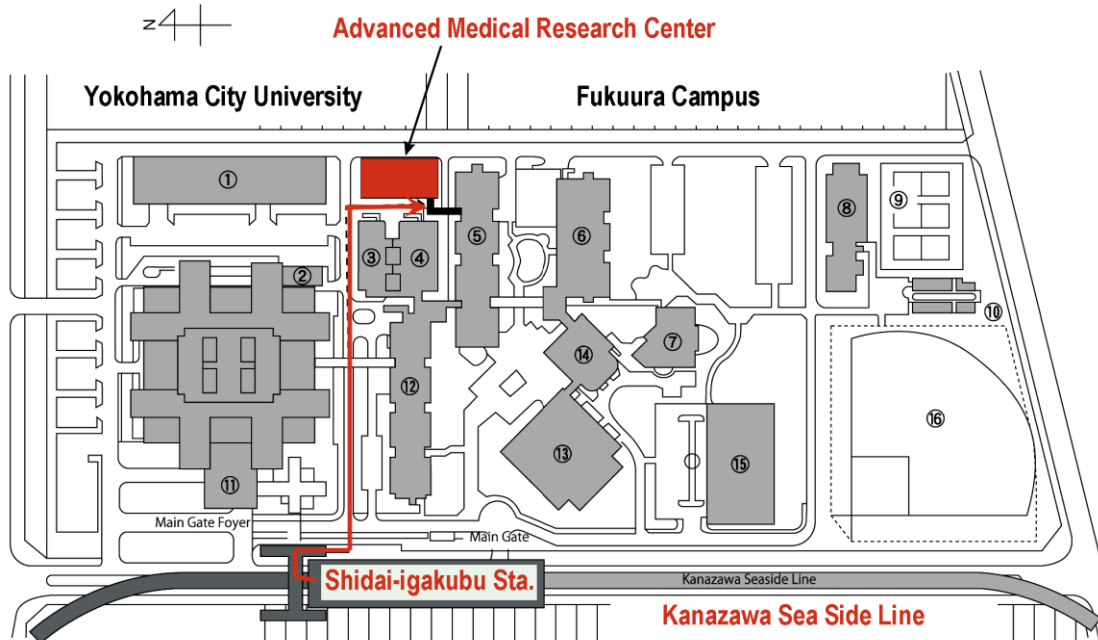 N
Advanced Medical Research Center
Yokohama City University
Fukuura Campus
①
②
③
④
⑤
⑥
⑦
⑧
⑨
⑩
⑪
⑫
⑬
⑭
⑮
⑯
Main Gate Foyer
Main Gate
Shidai-igakubu Sta.
Kanazawa Seaside Line
Kanazawa Sea Side Line